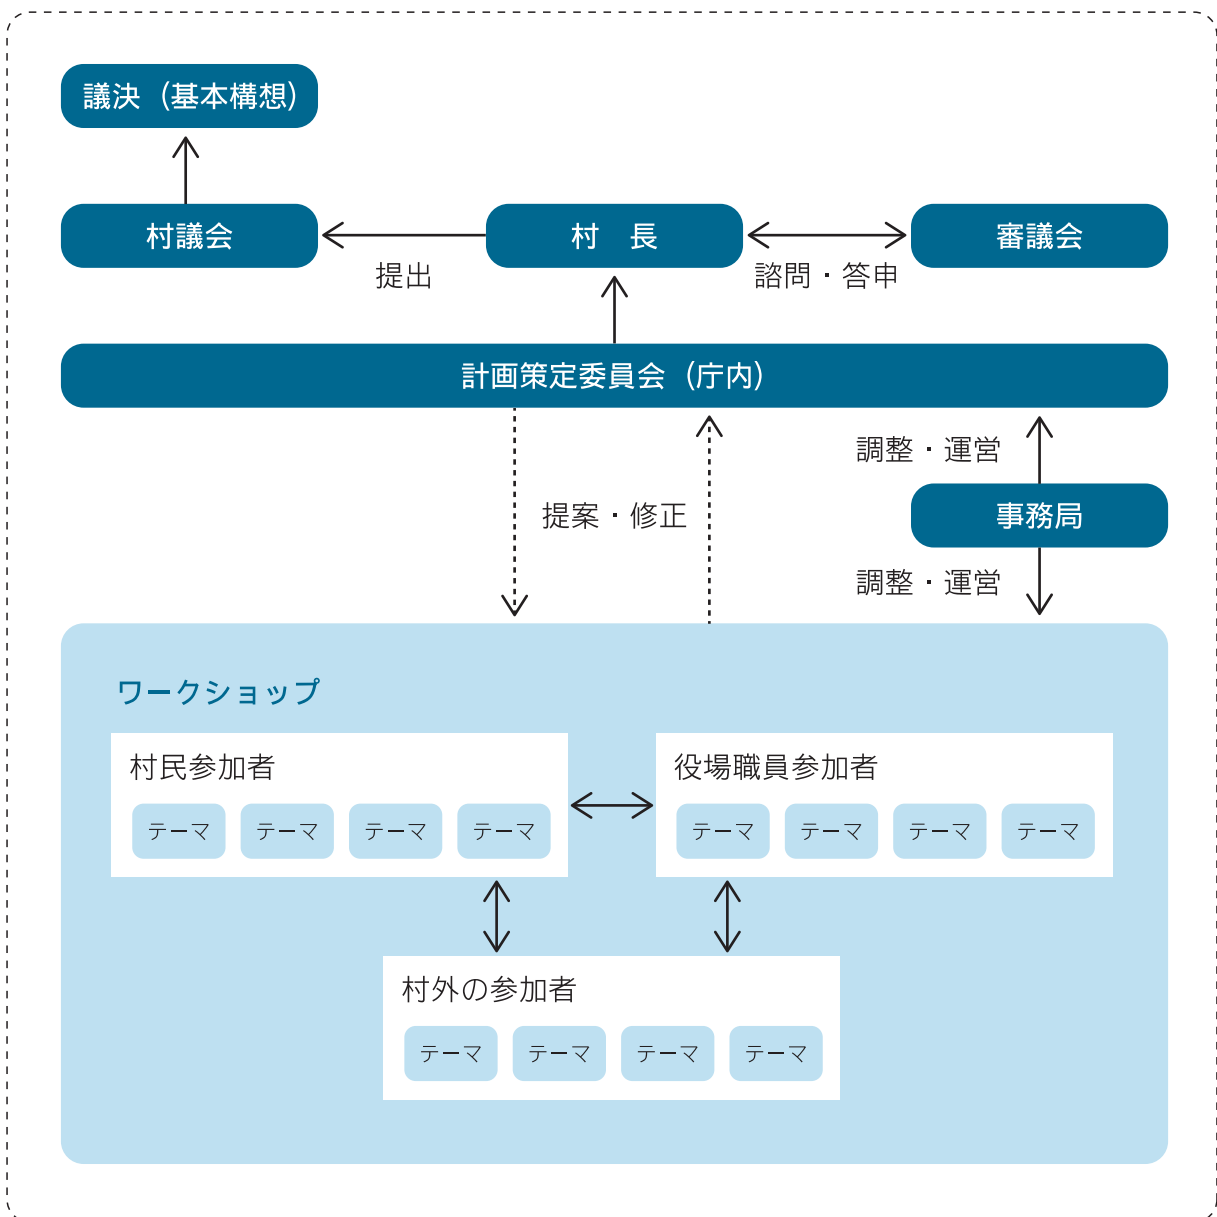 議決（基本構想）
村議会
村　長
審議会
提出
諮問・答申
計画策定委員会（庁内）
調整・運営
提案・修正
事務局
調整・運営
ワークショップ
村民参加者
テーマ テーマ テーマ テーマ
役場職員参加者
テーマ テーマ テーマ テーマ
村外の参加者
テーマ テーマ テーマ テーマ